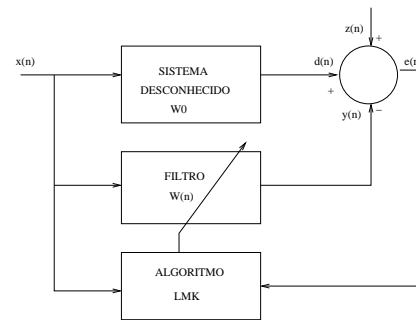 z(n)
+
x(n)
SISTEMA
DESCONHECIDO
W0
d(n)
+
e(n
y(n)
−
FILTRO
W(n)
ALGORITMO
LMK